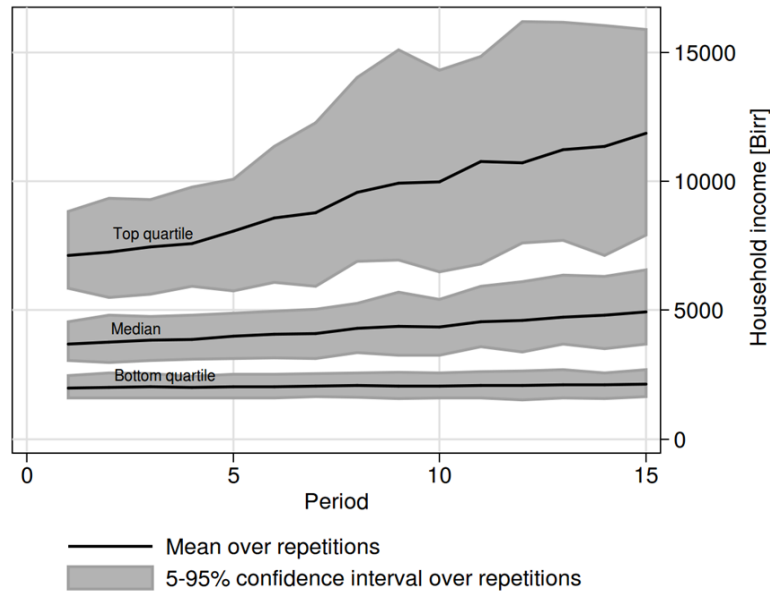 15000
10000
5000
0
Household income [Birr]
Top quartile
Median
Bottom quartile
0 5 10 15
Period
Mean over repetitions
5-95% confidence interval over repetitions